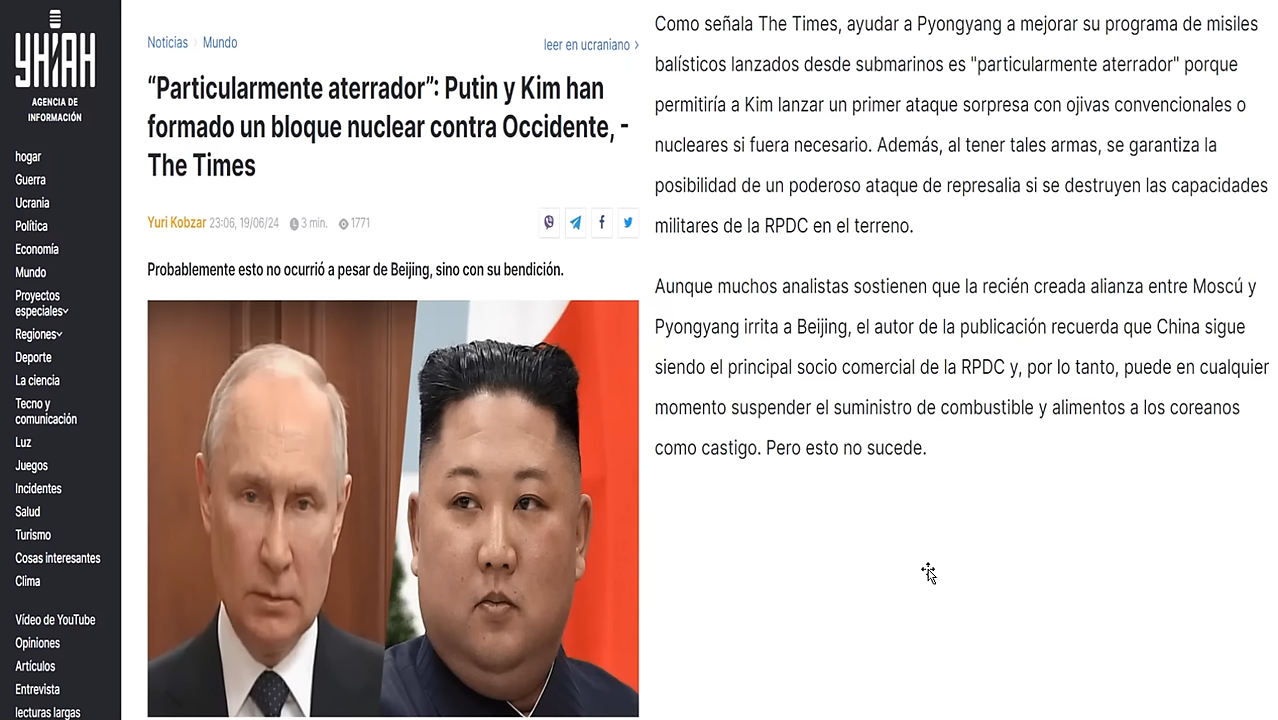 УНІАН
AGENCIA DE
INFORMACIÓN
hogar
Guerra
Ucrania
Política
Economía
Mundo
Proyectos
especiales
Regiones
Deporte
La ciencia
Tecno y
comunicación
Luz
Juegos
Incidentes
Salud
Turismo
Cosas interesantes
Clima
Vídeo de YouTube
Opiniones
Artículos
Entrevista
lecturas largas
Noticias › Mundo
leer en ucraniano ›
“Particularmente aterrador”: Putin y Kim han
formado un bloque nuclear contra Occidente, -
The Times
Yuri Kobzar 23:06, 19/06/24 3 min. 1771
Probablemente esto no ocurrió a pesar de Beijing, sino con su bendición.
Como señala The Times, ayudar a Pyongyang a mejorar su programa de misiles
balísticos lanzados desde submarinos es "particularmente aterrador" porque
permitiría a Kim lanzar un primer ataque sorpresa con ojivas convencionales o
nucleares si fuera necesario. Además, al tener tales armas, se garantiza la
posibilidad de un poderoso ataque de represalia si se destruyen las capacidades
militares de la RPDC en el terreno.
Aunque muchos analistas sostienen que la recién creada alianza entre Moscú y
Pyongyang irrita a Beijing, el autor de la publicación recuerda que China sigue
siendo el principal socio comercial de la RPDC y, por lo tanto, puede en cualquier
momento suspender el suministro de combustible y alimentos a los coreanos
como castigo. Pero esto no sucede.